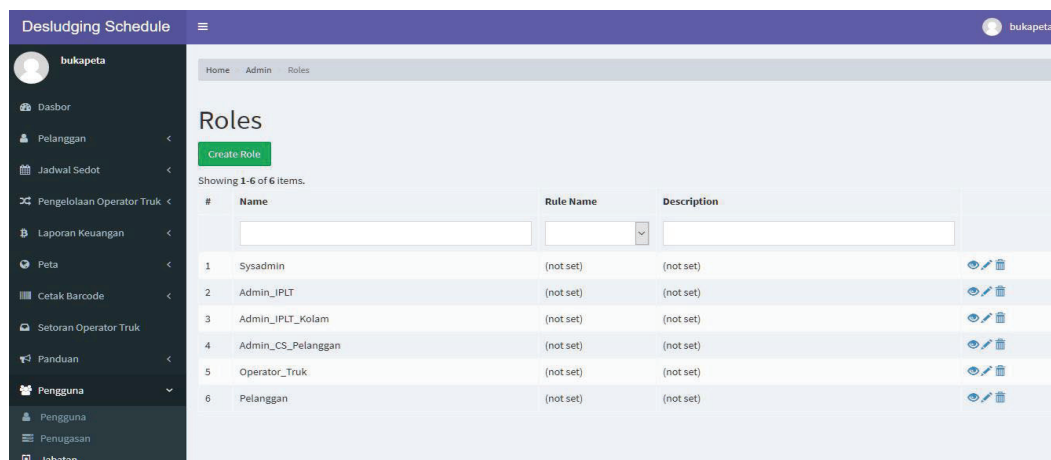 Desludging Schedule
bukapeta
bukapeta
Dasbor
Pelanggan
Jadwal Sedot
Pengelolaan Operator Truk
Laporan Keuangan
Peta
Cetak Barcode
Setoran Operator Truk
Panduan
Pengguna
Pengguna
Penugasan
Jabatan
Home Admin Roles
Roles
Create Role
Showing 1-6 of 6 items.
# Name Rule Name Description
1 Sysadmin (not set) (not set)
2 Admin_IPLT (not set) (not set)
3 Admin_IPLT_Kolam (not set) (not set)
4 Admin_CS_Pelanggan (not set) (not set)
5 Operator_Truk (not set) (not set)
6 Pelanggan (not set) (not set)